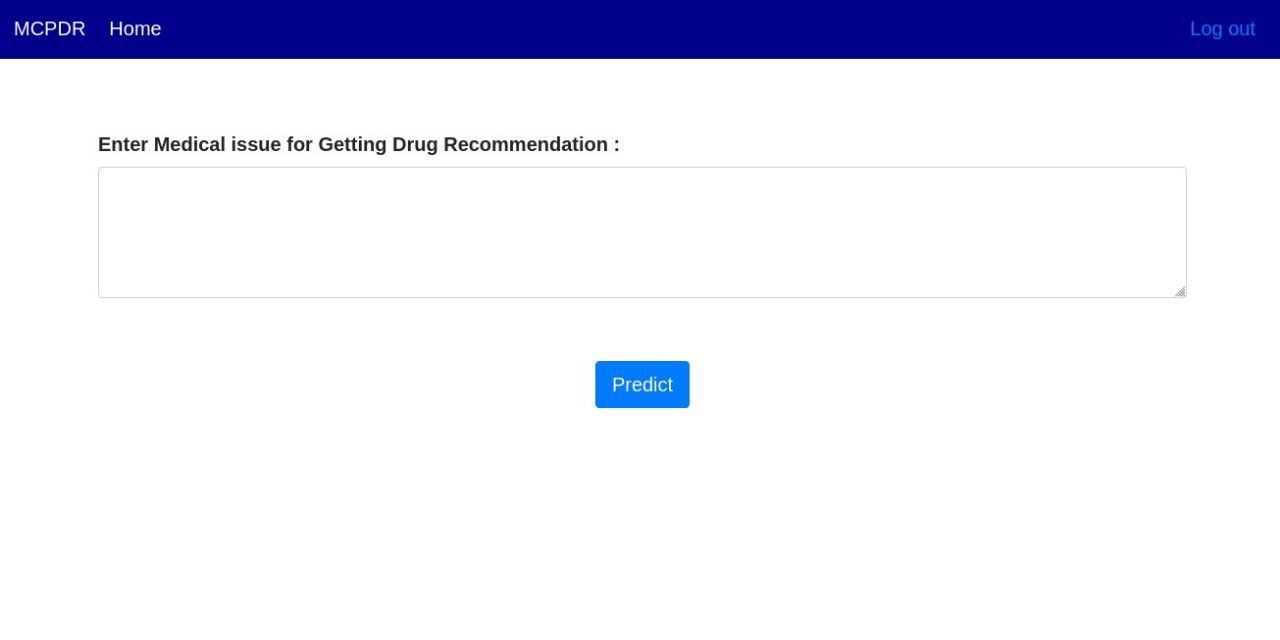 MCPDR Home Log out
Enter Medical issue for Getting Drug Recommendation :
Predict